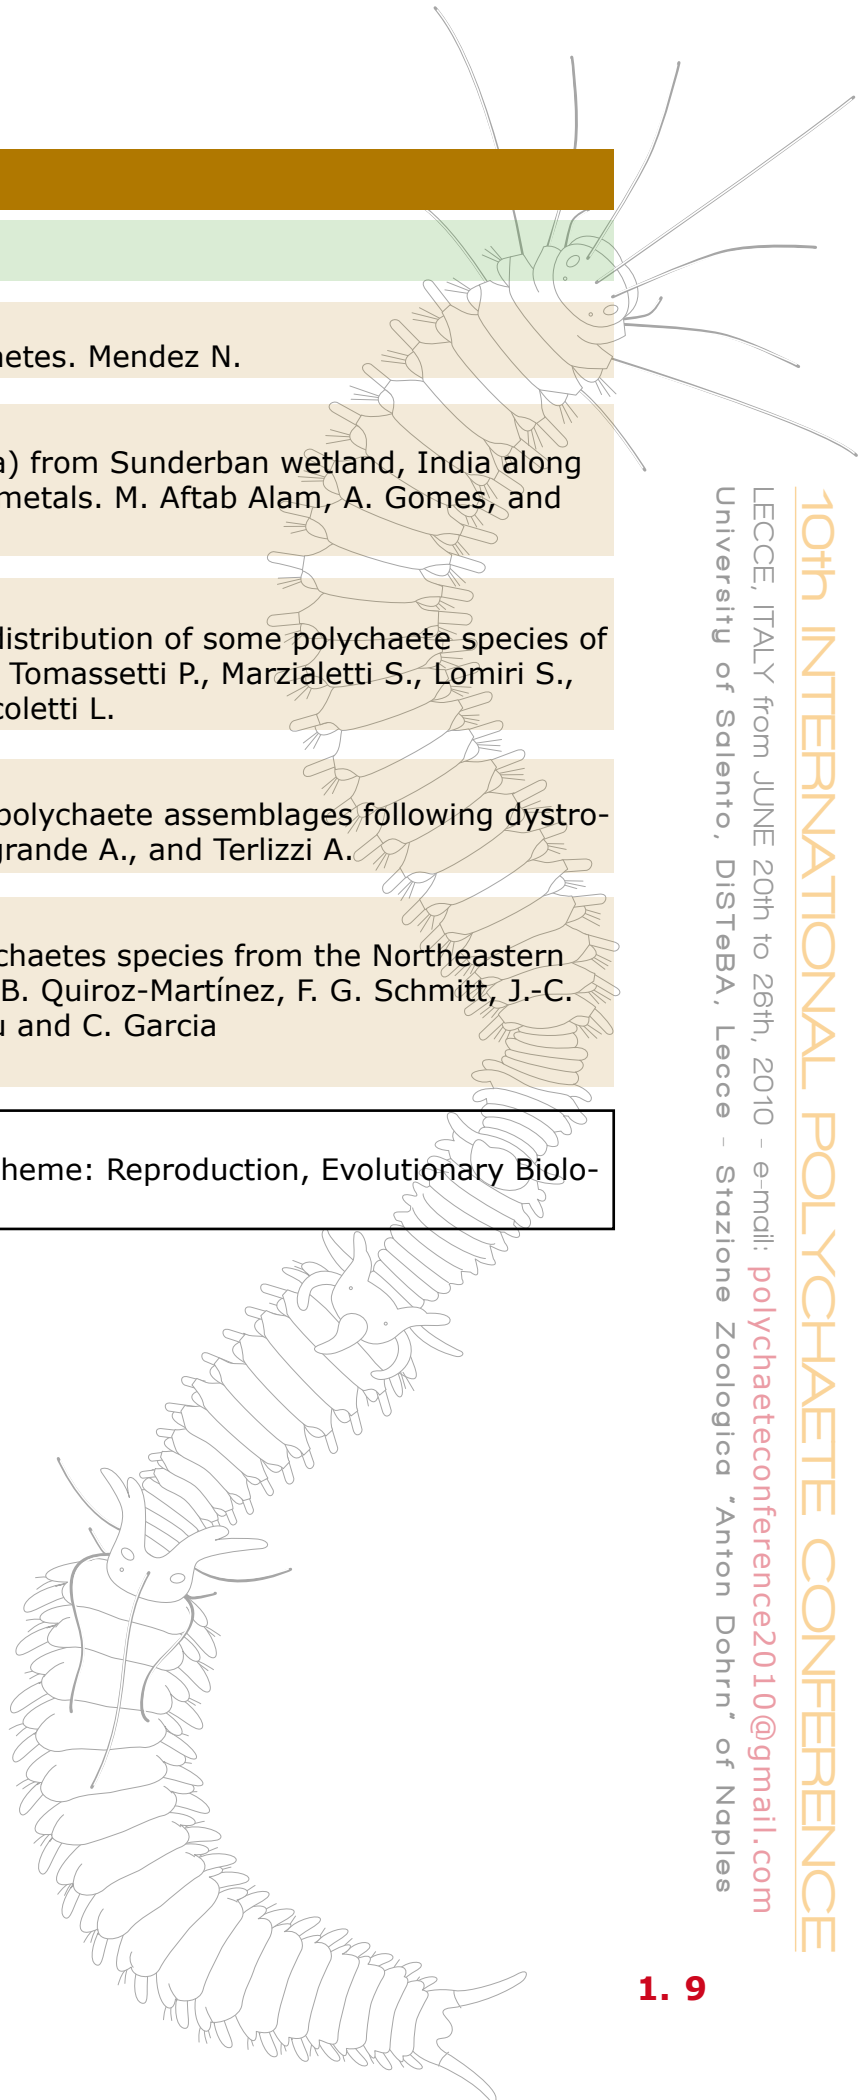 haetes. Mendez N.
a) from Sunderban wetland, India along
metals. M. Aftab Alam, A. Gomes, and
distribution of some polychaete species of
Tomassetti P., Marzialetti S., Lomiri S.,
coletti L.
polychaete assemblages following dystro-
grande A., and Terlizzi A.
chaetes species from the Northeastern
B. Quiroz-Martínez, F. G. Schmitt, J.-C.
u and C. Garcia
heme: Reproduction, Evolutionary Biolo-
10th INTERNATIONAL POLYCHAETE CONFERENCE
LECCE, ITALY from JUNE 20th to 26th, 2010 - e-mail: polychaeteconference2010@gmail.com
University of Salento, DiSTeBA, Lecce - Stazione Zoologica "Anton Dohrn" of Naples
1. 9